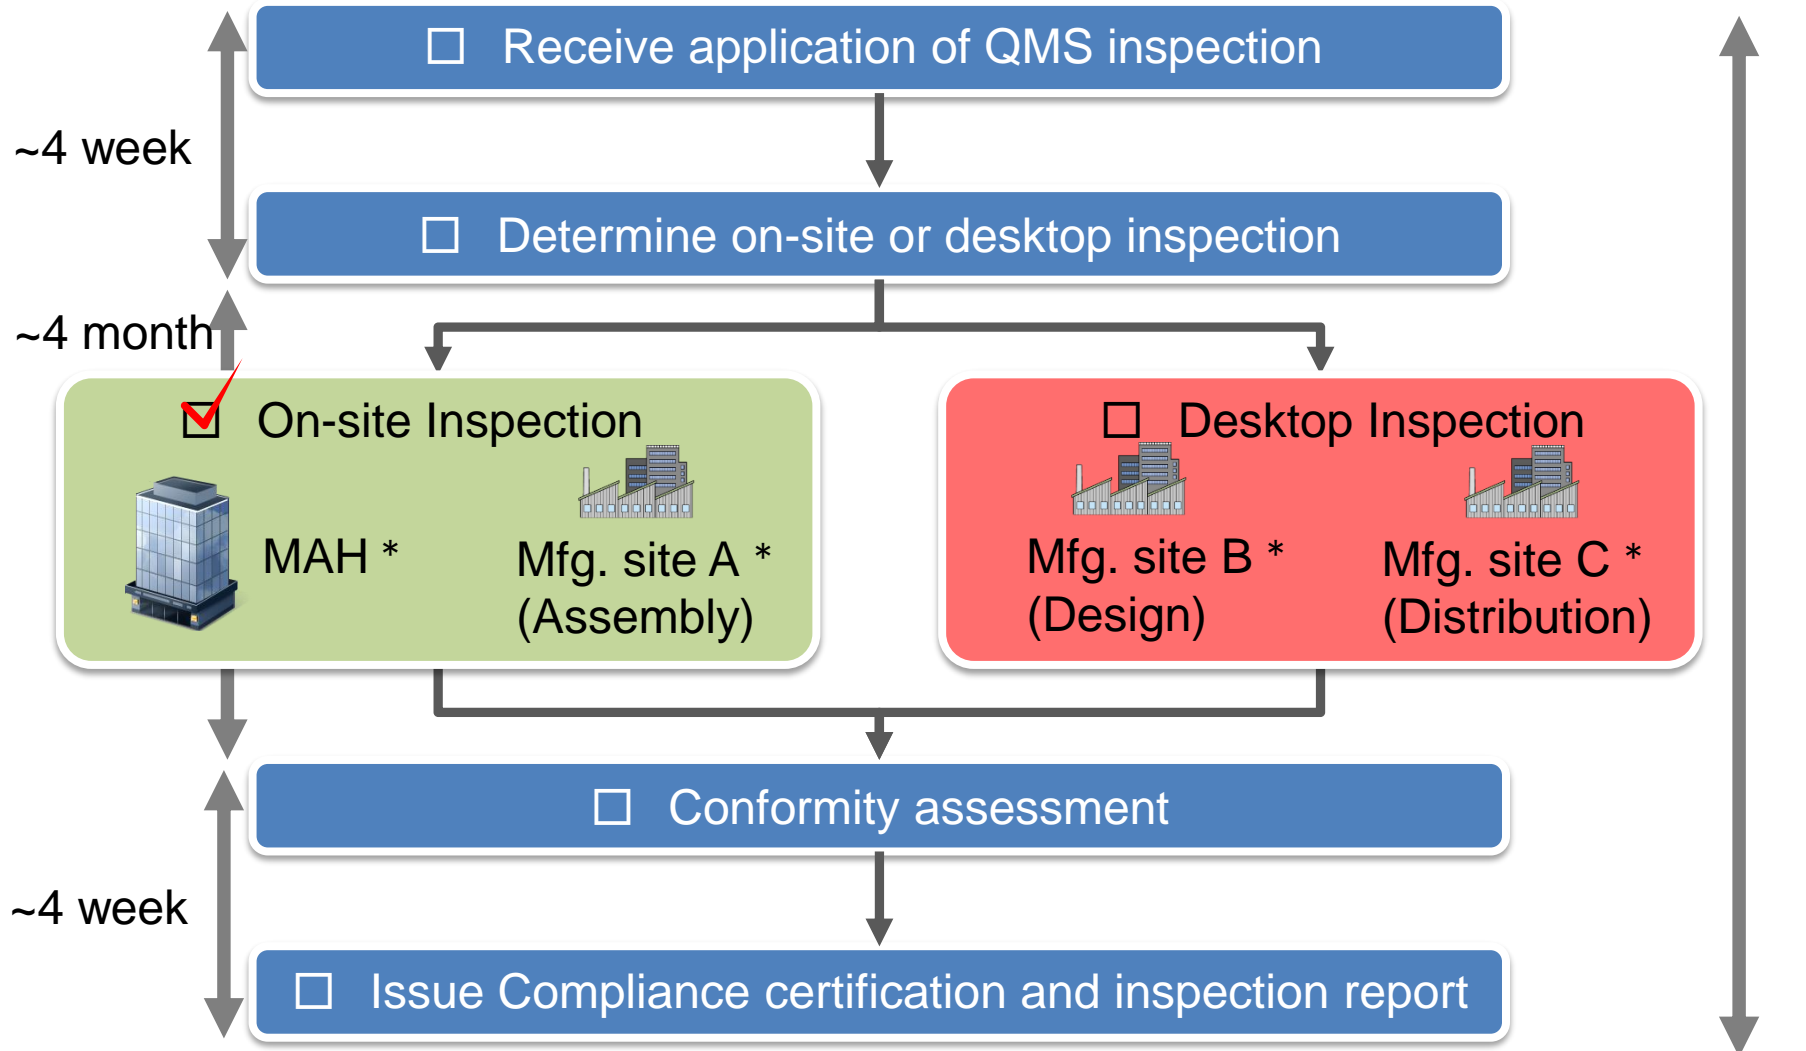 ☐ Receive application of QMS inspection
~4 week
☐ Determine on-site or desktop inspection
~4 month
☑ On-site Inspection
MAH *
Mfg. site A *
(Assembly)
☐ Desktop Inspection
Mfg. site B *
(Design)
Mfg. site C *
(Distribution)
☐ Conformity assessment
~4 week
☐ Issue Compliance certification and inspection report